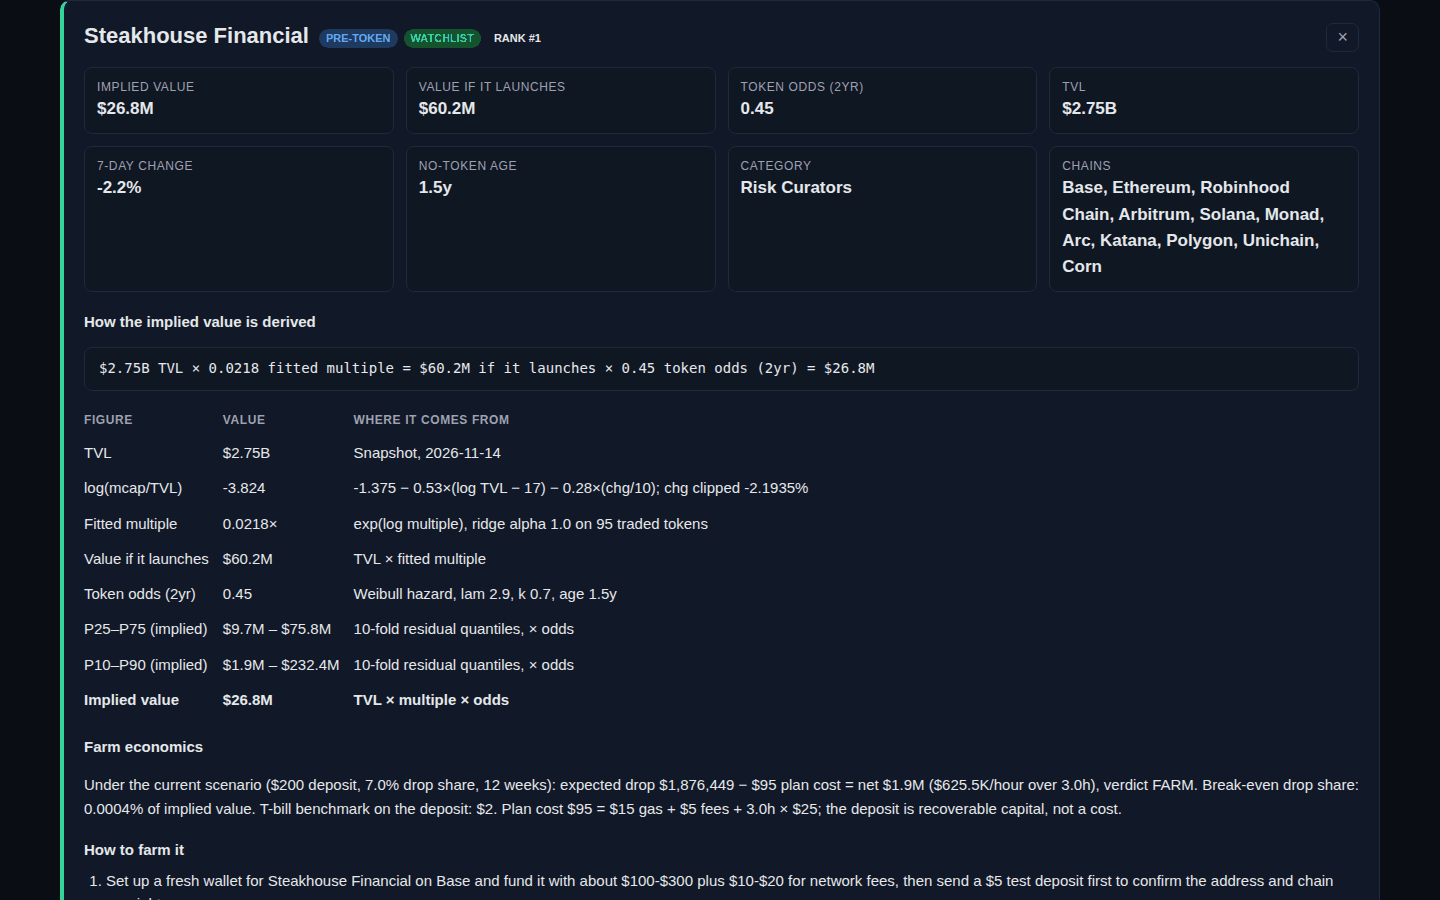 Steakhouse Financial PRE-TOKEN WATCHLIST RANK #1 ×
IMPLIED VALUE
$26.8M
VALUE IF IT LAUNCHES
$60.2M
TOKEN ODDS (2YR)
0.45
TVL
$2.75B
7-DAY CHANGE
-2.2%
NO-TOKEN AGE
1.5y
CATEGORY
Risk Curators
CHAINS
Base, Ethereum, Robinhood
Chain, Arbitrum, Solana, Monad,
Arc, Katana, Polygon, Unichain,
Corn
How the implied value is derived
$2.75B TVL × 0.0218 fitted multiple = $60.2M if it launches × 0.45 token odds (2yr) = $26.8M
FIGURE VALUE WHERE IT COMES FROM
TVL $2.75B Snapshot, 2026-11-14
log(mcap/TVL) -3.824 -1.375 − 0.53×(log TVL − 17) − 0.28×(chg/10); chg clipped -2.1935%
Fitted multiple 0.0218× exp(log multiple), ridge alpha 1.0 on 95 traded tokens
Value if it launches $60.2M TVL × fitted multiple
Token odds (2yr) 0.45 Weibull hazard, lam 2.9, k 0.7, age 1.5y
P25–P75 (implied) $9.7M – $75.8M 10-fold residual quantiles, × odds
P10–P90 (implied) $1.9M – $232.4M 10-fold residual quantiles, × odds
Implied value $26.8M TVL × multiple × odds
Farm economics
Under the current scenario ($200 deposit, 7.0% drop share, 12 weeks): expected drop $1,876,449 − $95 plan cost = net $1.9M ($625.5K/hour over 3.0h), verdict FARM. Break-even drop share:
0.0004% of implied value. T-bill benchmark on the deposit: $2. Plan cost $95 = $15 gas + $5 fees + 3.0h × $25; the deposit is recoverable capital, not a cost.
How to farm it
1. Set up a fresh wallet for Steakhouse Financial on Base and fund it with about $100-$300 plus $10-$20 for network fees, then send a $5 test deposit first to confirm the address and chain